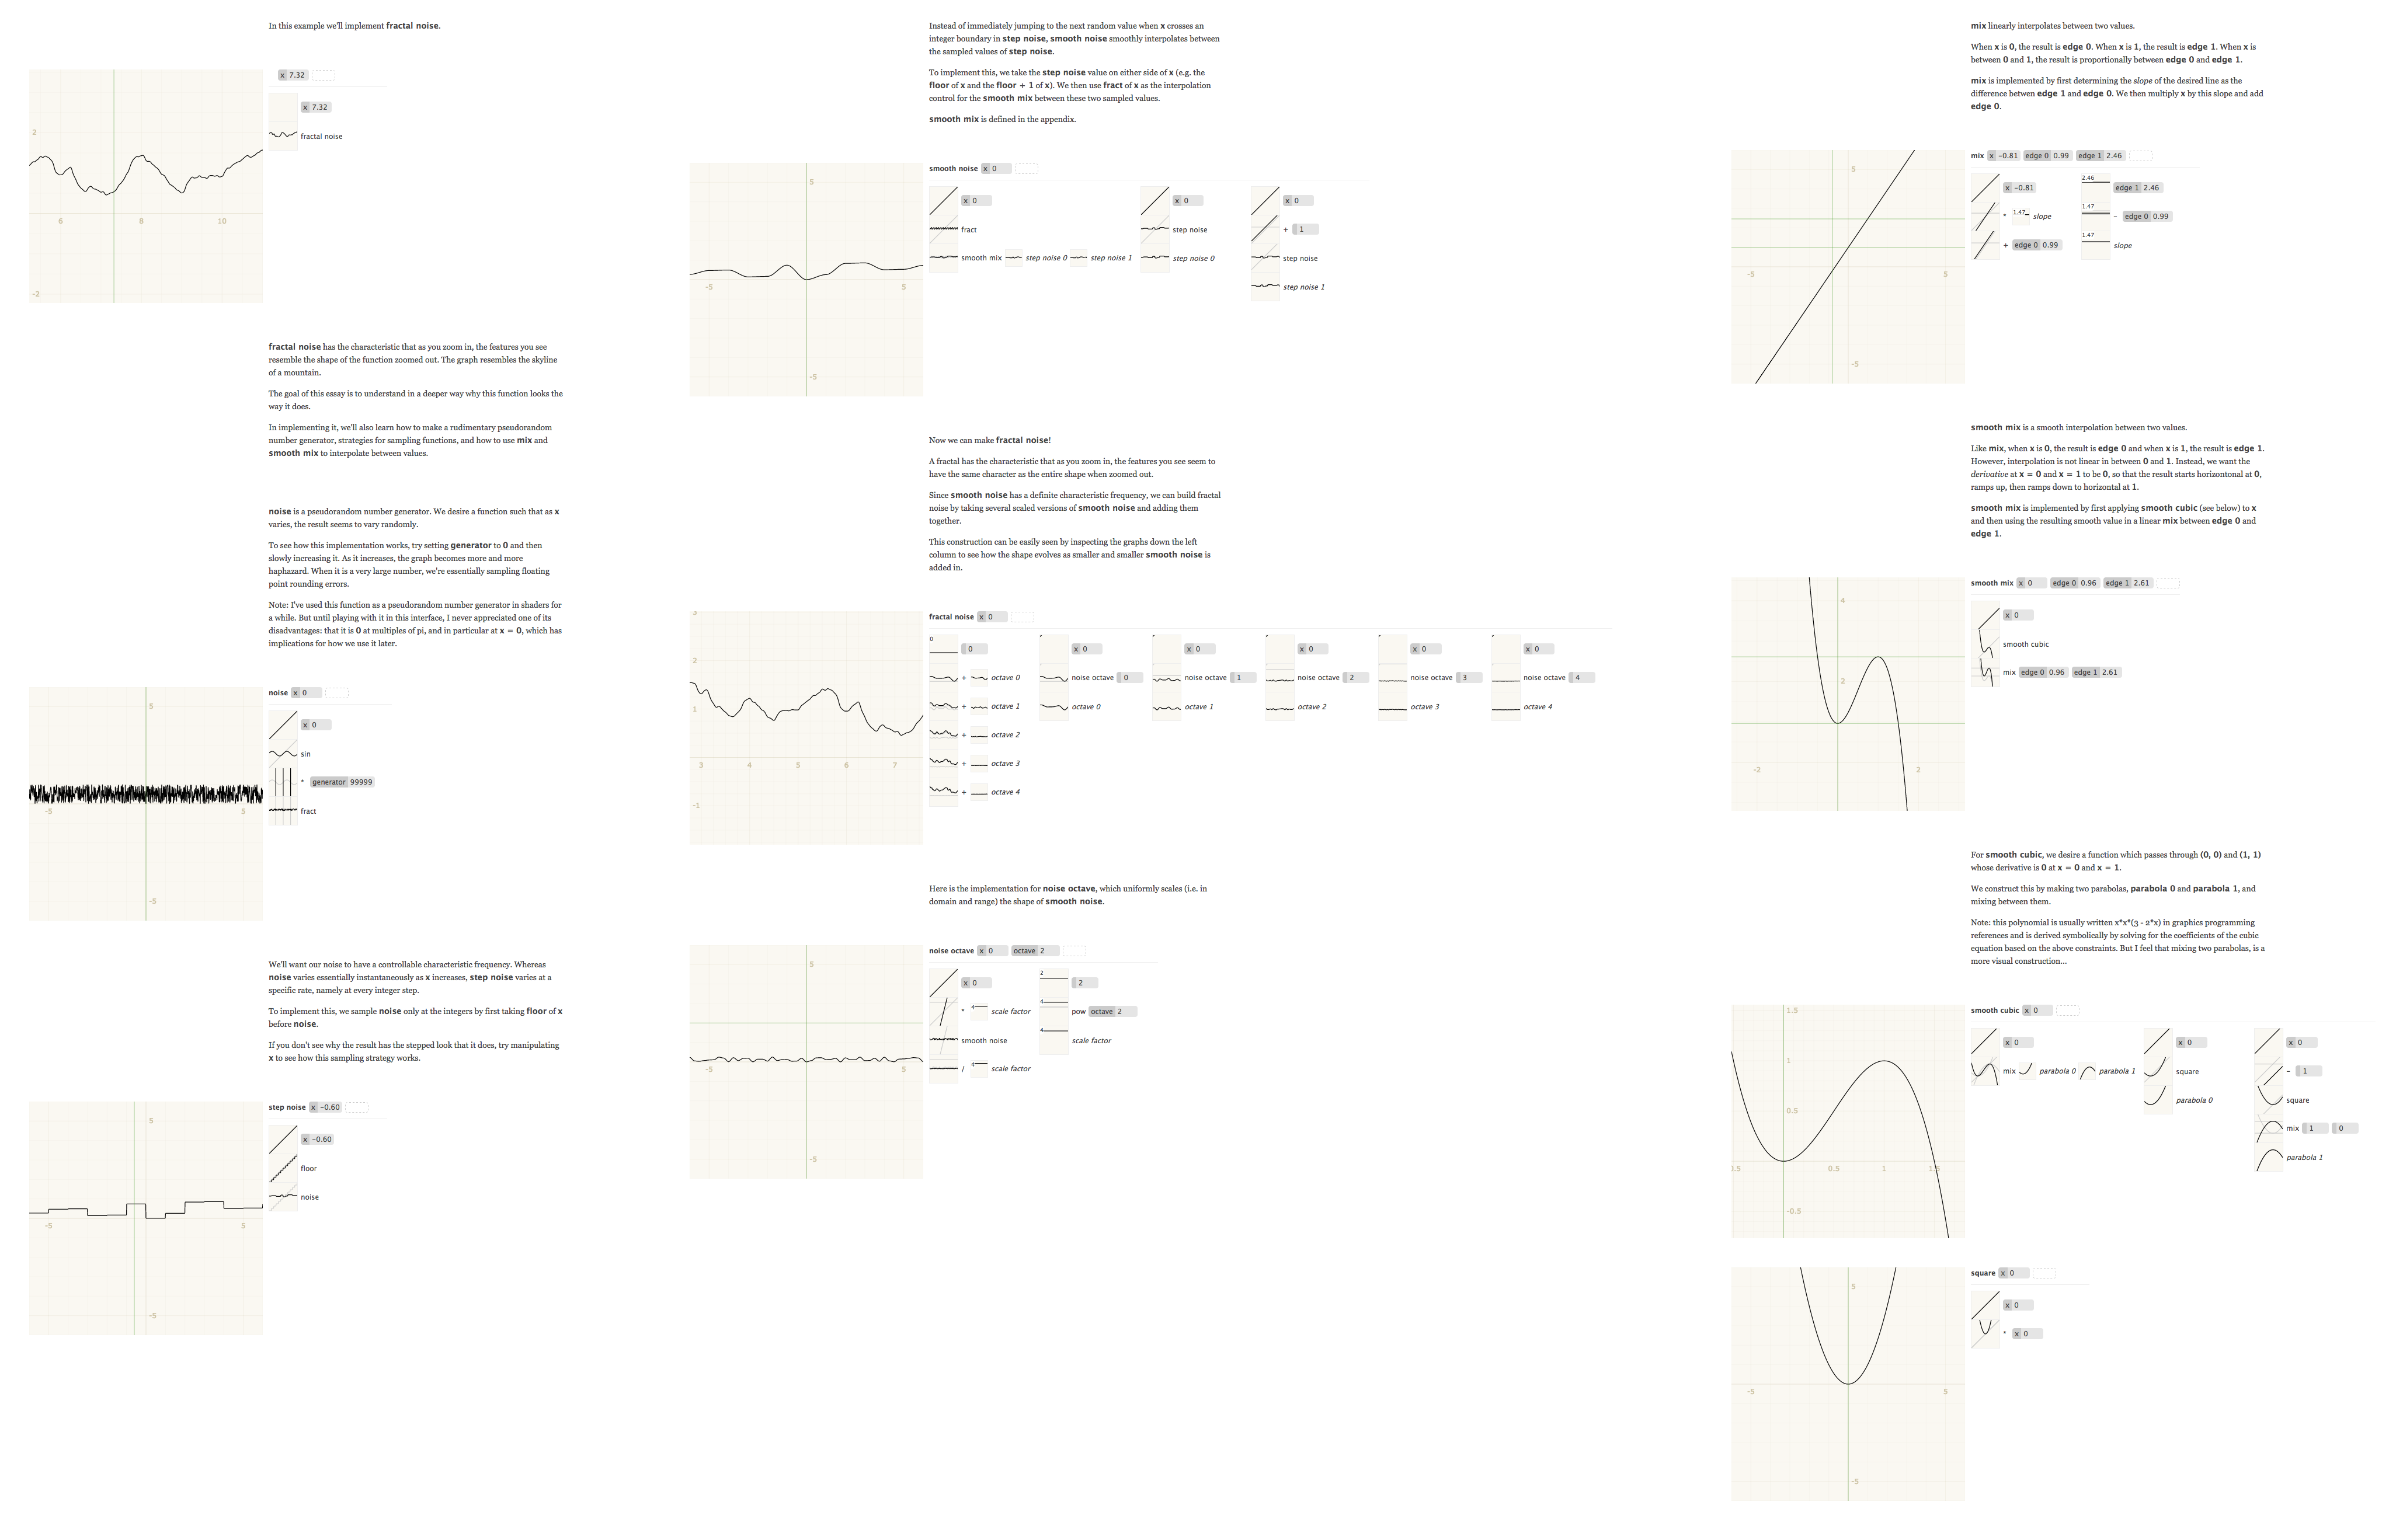 In this example we'll implement fractal noise.
x 7.32
x 7.32
fractal noise
2
-2
6
8
10
fractal noise has the characteristic that as you zoom in, the features you see
resemble the shape of the function zoomed out. The graph resembles the skyline
of a mountain.
The goal of this essay is to understand in a deeper way why this function looks the
way it does.
In implementing it, we'll also learn how to make a rudimentary pseudorandom
number generator, strategies for sampling functions, and how to use mix and
smooth mix to interpolate between values.
noise is a pseudorandom number generator. We desire a function such that as x
varies, the result seems to vary randomly.
To see how this implementation works, try setting generator to 0 and then
slowly increasing it. As it increases, the graph becomes more and more
haphazard. When it is a very large number, we're essentially sampling floating
point rounding errors.
Note: I've used this function as a pseudorandom number generator in shaders for
a while. But until playing with it in this interface, I never appreciated one of its
disadvantages: that it is 0 at multiples of pi, and in particular at x = 0, which has
implications for how we use it later.
noise x 0
x 0
sin
* generator 99999
fract
5
-5
5
-5
We'll want our noise to have a controllable characteristic frequency. Whereas
noise varies essentially instantaneously as x increases, step noise varies at a
specific rate, namely at every integer step.
To implement this, we sample noise only at the integers by first taking floor of x
before noise.
If you don't see why the result has the stepped look that it does, try manipulating
x to see how this sampling strategy works.
step noise x -0.60
x -0.60
floor
noise
5
-5
5
-5
Instead of immediately jumping to the next random value when x crosses an
integer boundary in step noise, smooth noise smoothly interpolates between
the sampled values of step noise.
To implement this, we take the step noise value on either side of x (e.g. the
floor of x and the floor + 1 of x). We then use fract of x as the interpolation
control for the smooth mix between these two sampled values.
smooth mix is defined in the appendix.
smooth noise x 0
x 0 x 0 x 0
fract step noise + 1
smooth mix step noise 0 step noise 1 step noise 0 step noise
step noise 1
5
-5
5
-5
Now we can make fractal noise!
A fractal has the characteristic that as you zoom in, the features you see seem to
have the same character as the entire shape when zoomed out.
Since smooth noise has a definite characteristic frequency, we can build fractal
noise by taking several scaled versions of smooth noise and adding them
together.
This construction can be easily seen by inspecting the graphs down the left
column to see how the shape evolves as smaller and smaller smooth noise is
added in.
fractal noise x 0
0 0 x 0 x 0 x 0 x 0 x 0
+ octave 0 noise octave 0 noise octave 1 noise octave 2 noise octave 3 noise octave 4
+ octave 1 octave 0 octave 1 octave 2 octave 3 octave 4
+ octave 2
+ octave 3
+ octave 4
3
2
1
3 4 5 6 7
-1
Here is the implementation for noise octave, which uniformly scales (i.e. in
domain and range) the shape of smooth noise.
noise octave x 0 octave 2
x 0 2 2
* 4 scale factor 4 pow octave 2
smooth noise 4 scale factor
/ 4 scale factor
5
-5
5
-5
mix linearly interpolates between two values.
When x is 0, the result is edge 0. When x is 1, the result is edge 1. When x is
between 0 and 1, the result is proportionally between edge 0 and edge 1.
mix is implemented by first determining the slope of the desired line as the
difference betwen edge 1 and edge 0. We then multiply x by this slope and add
edge 0.
mix x -0.81 edge 0 0.99 edge 1 2.46
x -0.81 2.46 edge 1 2.46
* 1.47 slope 1.47 - edge 0 0.99
+ edge 0 0.99 1.47 slope
5
-5
5
-5
smooth mix is a smooth interpolation between two values.
Like mix, when x is 0, the result is edge 0 and when x is 1, the result is edge 1.
However, interpolation is not linear in between 0 and 1. Instead, we want the
derivative at x = 0 and x = 1 to be 0, so that the result starts horizontonal at 0,
ramps up, then ramps down to horizontal at 1.
smooth mix is implemented by first applying smooth cubic (see below) to x
and then using the resulting smooth value in a linear mix between edge 0 and
edge 1.
smooth mix x 0 edge 0 0.96 edge 1 2.61
x 0
smooth cubic
mix edge 0 0.96 edge 1 2.61
4
2
-2
2
For smooth cubic, we desire a function which passes through (0, 0) and (1, 1)
whose derivative is 0 at x = 0 and x = 1.
We construct this by making two parabolas, parabola 0 and parabola 1, and
mixing between them.
Note: this polynomial is usually written x*x*(3 - 2*x) in graphics programming
references and is derived symbolically by solving for the coefficients of the cubic
equation based on the above constraints. But I feel that mixing two parabolas, is a
more visual construction...
smooth cubic x 0
x 0 x 0 x 0
mix parabola 0 parabola 1 square - 1
parabola 0 square
mix 1 0
parabola 1
1.5
1
0.5
0.5 0.5 1 1.5
-0.5
square x 0
x 0
* x 0
5
-5
5
-5